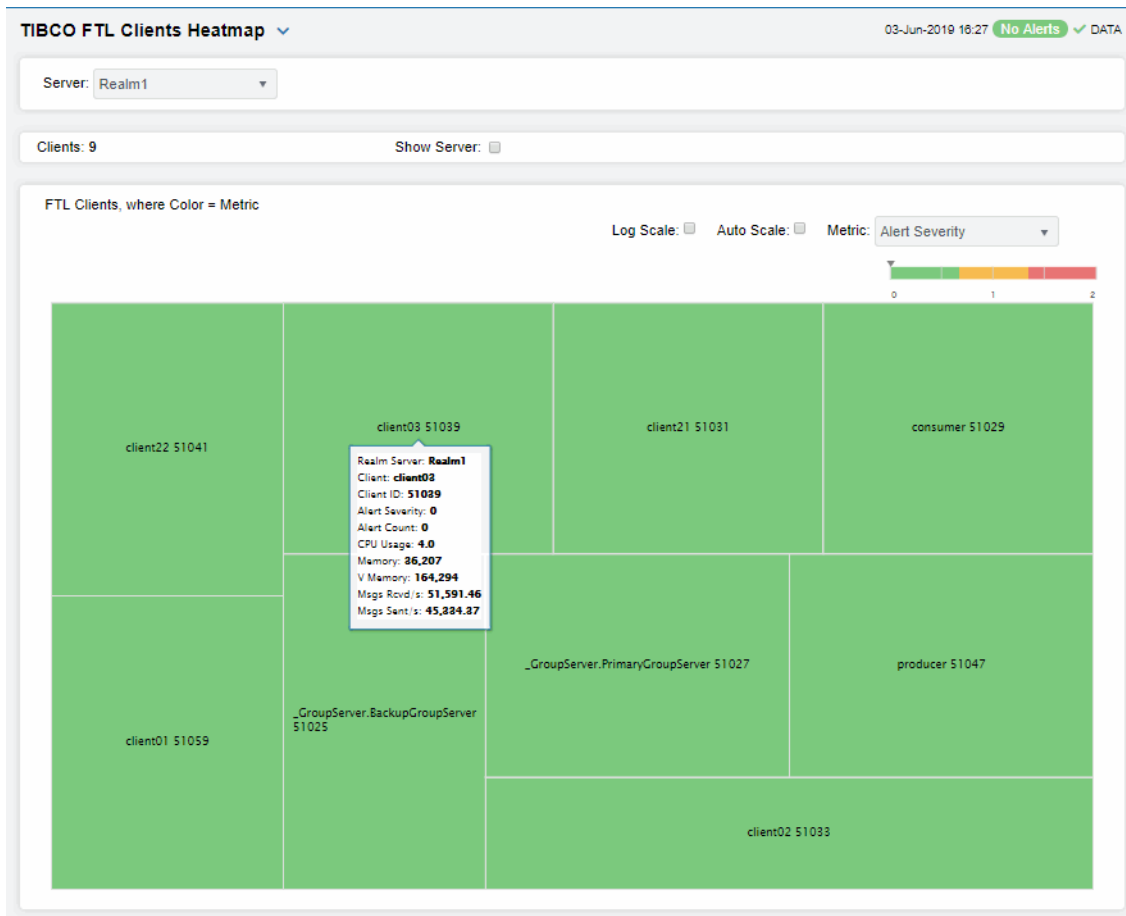 TIBCO FTL Clients Heatmap
03-Jun-2019 16:27 No Alerts DATA
Server: Realm1
Clients: 9 Show Server:
FTL Clients, where Color = Metric
Log Scale: Auto Scale: Metric: Alert Severity
0 1 2
client22 51041
client03 51039
client21 51031
consumer 51029
Realm Server: Realm1
Client: client03
Client ID: 51039
Alert Severity: 0
Alert Count: 0
CPU Usage: 4.0
Memory: 36,207
V Memory: 164,294
Msgs Rcvd/s: 51,591.46
Msgs Sent/s: 45,334.37
client01 51059
_GroupServer.BackupGroupServer
51025
_GroupServer.PrimaryGroupServer 51027
producer 51047
client02 51033